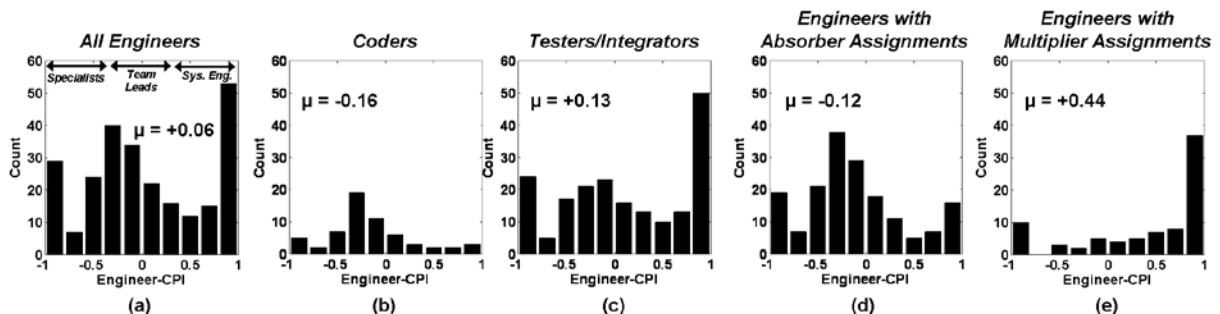 All Engineers
Specialists
Team
Leads
Sys. Eng.
μ = +0.06
Count
60
50
40
30
20
10
0
-1 -0.5 0 0.5 1
Engineer-CPI
(a)
Coders
μ = -0.16
Count
60
50
40
30
20
10
0
-1 -0.5 0 0.5 1
Engineer-CPI
(b)
Testers/Integrators
μ = +0.13
Count
60
50
40
30
20
10
0
-1 -0.5 0 0.5 1
Engineer-CPI
(c)
Engineers with
Absorber Assignments
μ = -0.12
Count
60
50
40
30
20
10
0
-1 -0.5 0 0.5 1
Engineer-CPI
(d)
Engineers with
Multiplier Assignments
μ = +0.44
Count
60
50
40
30
20
10
0
-1 -0.5 0 0.5 1
Engineer-CPI
(e)